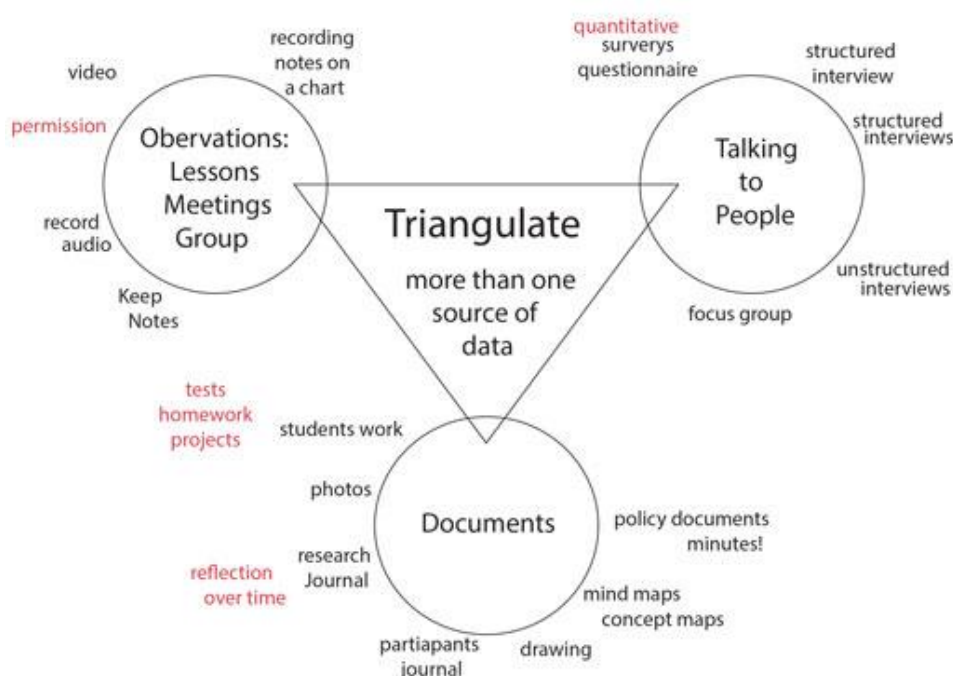 video
recording
notes on
a chart
permission
Obervations:
Lessons
Meetings
Group
record
audio
Keep
Notes
Triangulate
more than one
source of
data
quantitative
surverys
questionnaire
structured
interview
structured
interviews
Talking
to
People
unstructured
interviews
focus group
tests
homework
projects
students work
photos
Documents
research
Journal
reflection
over time
partiapants
journal
drawing
mind maps
concept maps
policy documents
minutes!